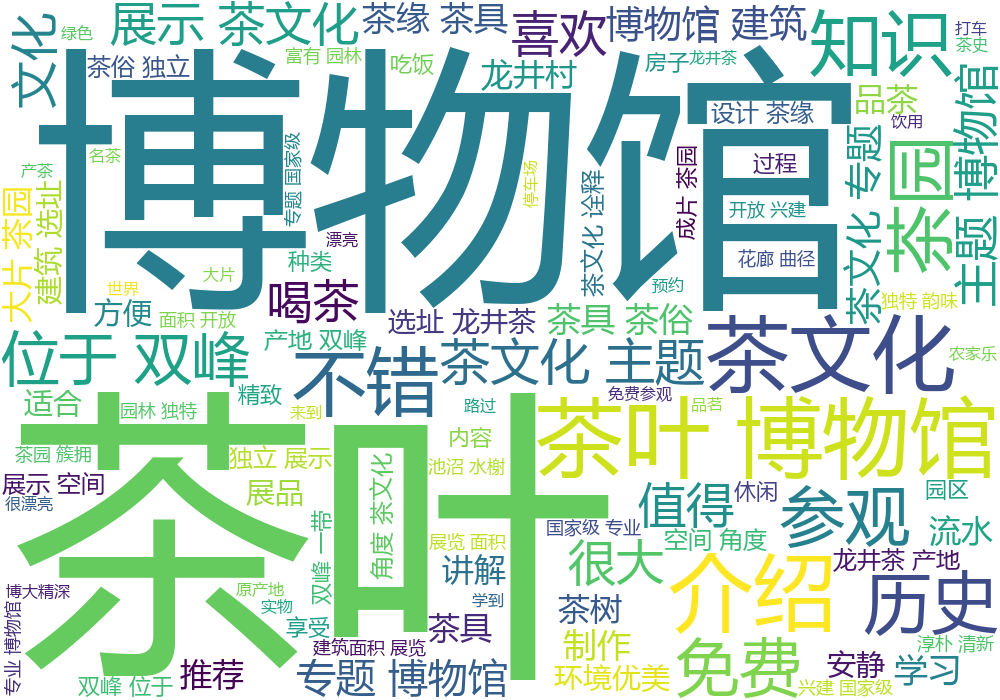 绿色
展示 茶文化
茶缘 茶具
喜欢
博物馆 建筑
知识
打车
茶史
文化
茶俗 独立
富有 园林
吃饭
龙井村
房子
龙井茶
博物馆
设计 茶缘
品茶
饮用
博物馆
主题
产茶
名茶
专题 国家级
停车场
成片 茶园
过程
茶文化 专题
茶园
大片 茶园
建筑 选址
漂亮
种类
茶文化 诠释
开放 兴建
花廊 曲径
大片
世界
方便
面积 开放
喝茶
预约
独特 韵味
选址 龙井茶
茶具 茶俗
位于 双峰
产地 双峰
不错
茶文化 主题
茶文化
农家乐
适合
园林 独特
精致
来到
路过
免费参观
品茗
茶叶
茶叶 博物馆
茶园 簇拥
独立 展示
内容
池沼 水榭
角度 茶文化
展示 空间
很漂亮
展品
值得
休闲
参观
园区
国家级 专业
空间 角度
流水
双峰 一带
展览 面积
讲解
很大
介绍
龙井茶 产地
历史
博大精深
原产地
实物
学到
茶树
专业 博物馆
享受
茶具
制作
免费
安静
淳朴 清新
建筑面积 展览
推荐
双峰 位于
专题 博物馆
环境优美
兴建 国家级
学习